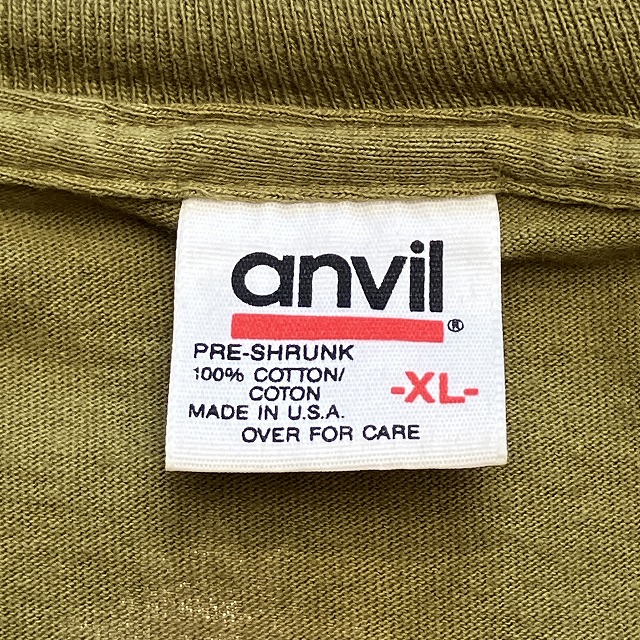 anvil®
PRE-SHRUNK
100% COTTON/
COTON
-XL-
MADE IN U.S.A.
OVER FOR CARE